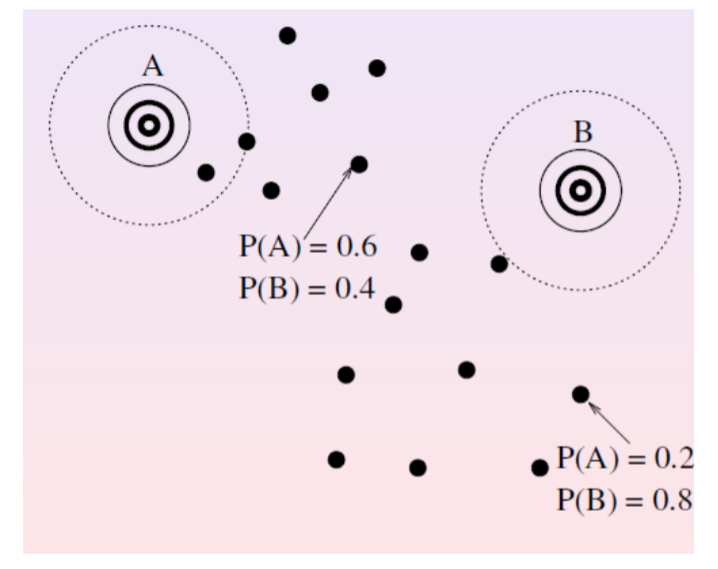 A
B
P(A) = 0.6
P(B) = 0.4
P(A) = 0.2
P(B) = 0.8